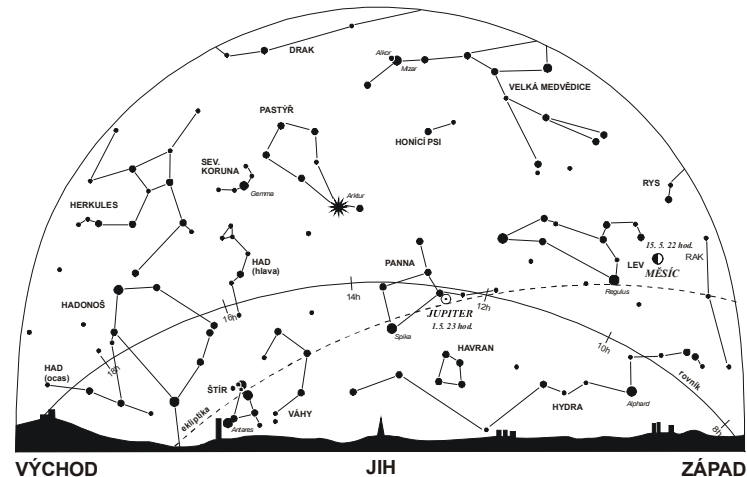 DRAK
Alkor
Mizar
VELKÁ MEDVĚDICE
PASTÝŘ
HONÍCÍ PSI
SEV.
KORUNA
Gemma
RYS
HERKULES
Arktur
15. 5. 22 hod.
MĚSÍC
RAK
LEV
Regulus
HAD
(hlava)
PANNA
HADONOŠ
14h
12h
16h
JUPITER
1.5. 23 hod.
Spika
10h
HAVRAN
18h
HAD
(ocas)
ŠTÍR
VÁHY
ekliptika
Antares
HYDRA
Alphard
rovník
8h
VÝCHOD
JIH
ZÁPAD